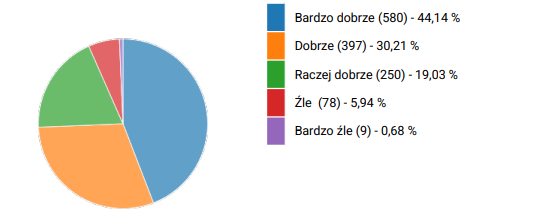 Bardzo dobrze (580) - 44,14 %
Dobrze (397) - 30,21 %
Raczej dobrze (250) - 19,03 %
Źle (78) - 5,94 %
Bardzo źle (9) - 0,68 %